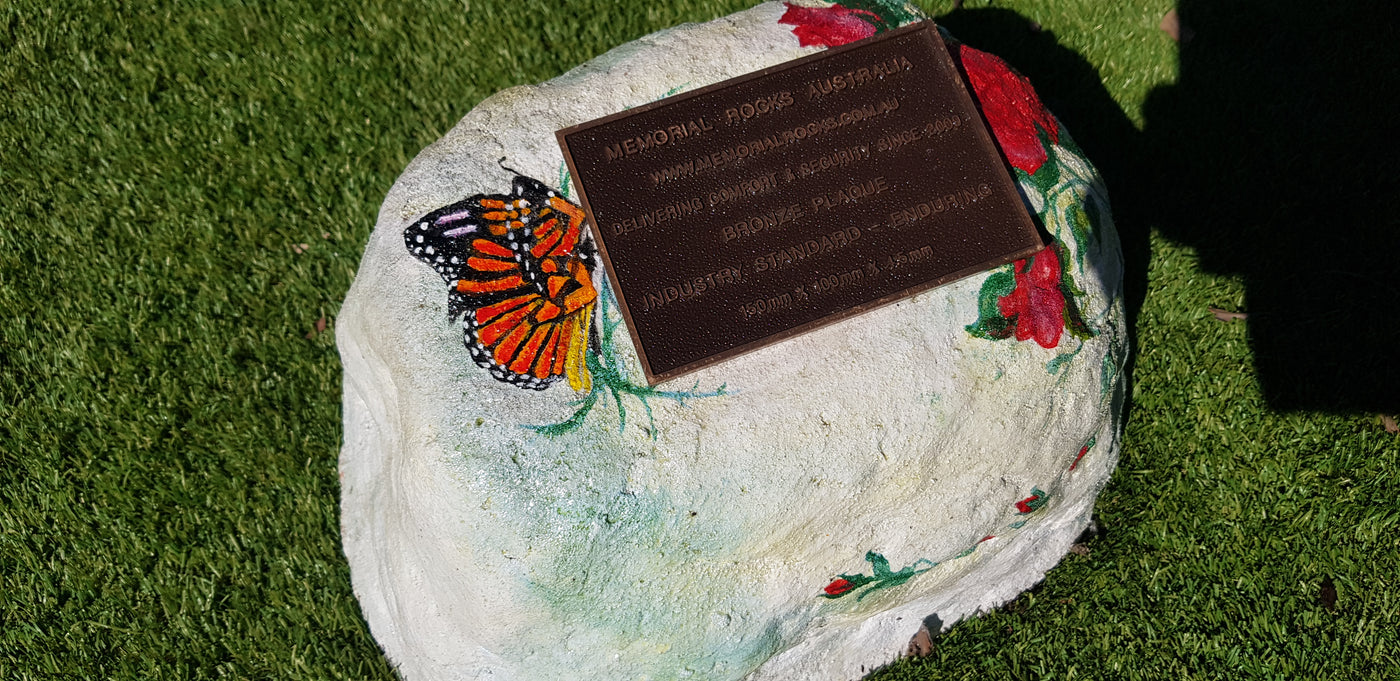 MEMORIAL ROCKS AUSTRALIA
WWW.MEMORIALROCKS.COM.AU
DELIVERING COMFORT & SECURITY SINCE
BRONZE PLAQUE
INDUSTRY STANDARD - ENDURING
150mm X 100mm X 4.5mm